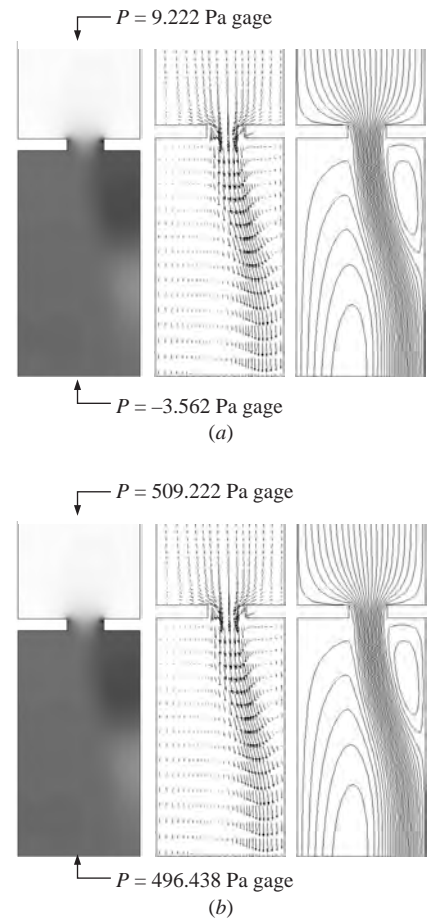 P = 9.222 Pa gage
P = –3.562 Pa gage
(a)
P = 509.222 Pa gage
P = 496.438 Pa gage
(b)